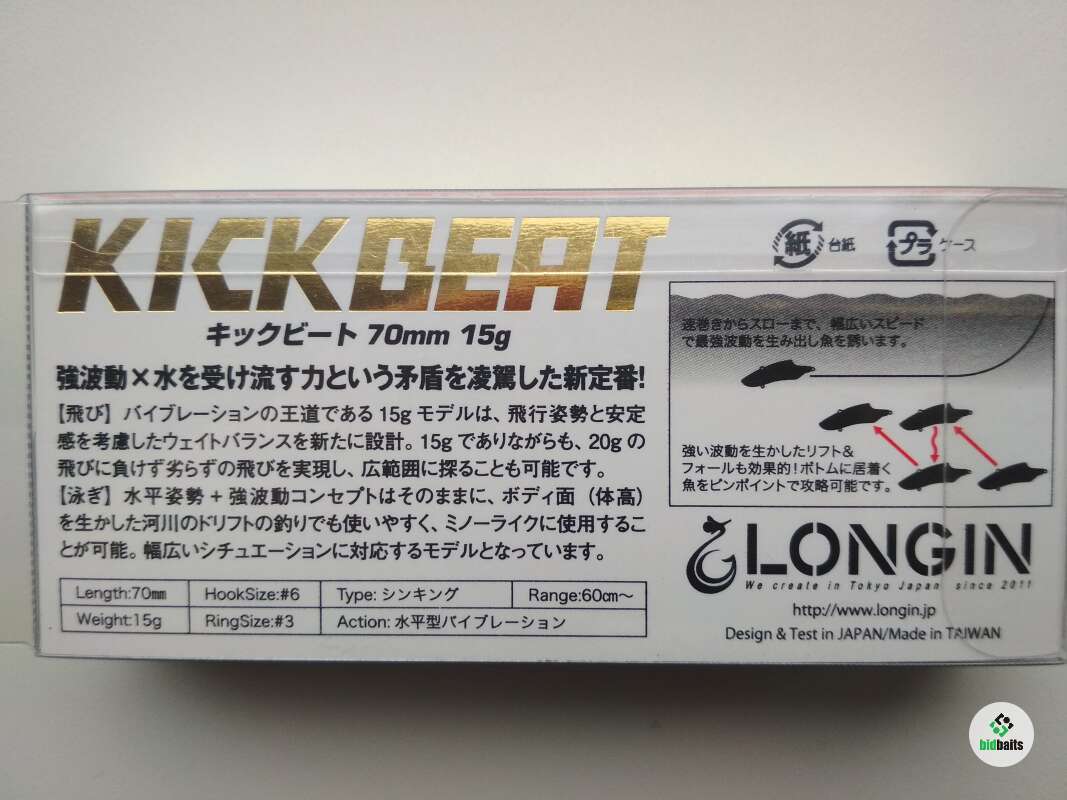 KICKBEAT
キックビート 70mm 15g
強波動×水を受け流す力という矛盾を凌駕した新定番!
【飛び】バイブレーションの王道である15gモデルは、飛行姿勢と安定
感を考慮したウェイトバランスを新たに設計。15gでありながらも、20gの
飛びに負けず劣らずの飛びを実現し、広範囲に探ることも可能です。
【泳ぎ】水平姿勢+強波動コンセプトはそのままに、ボディ面(体高)
を生かした河川のドリフトの釣りでも使いやすく、ミノーライクに使用するこ
とが可能。幅広いシチュエーションに対応するモデルとなっています。
Length:70mm HookSize:#6 Type: シンキング Range:60cm〜
Weight:15g RingSize:#3 Action: 水平型バイブレーション
紙 台紙 プラ ケース
速巻きからスローまで、幅広いスピード
で最強波動を生み出し魚を誘います。
強い波動を生かしたリフト&
フォールも効果的!ボトムに居着く
魚をピンポイントで攻略可能です。
LONGIN
We create in Tokyo Japan since 2011
http://www.longin.jp
Design & Test in JAPAN/Made in TAIWAN
bidbaits